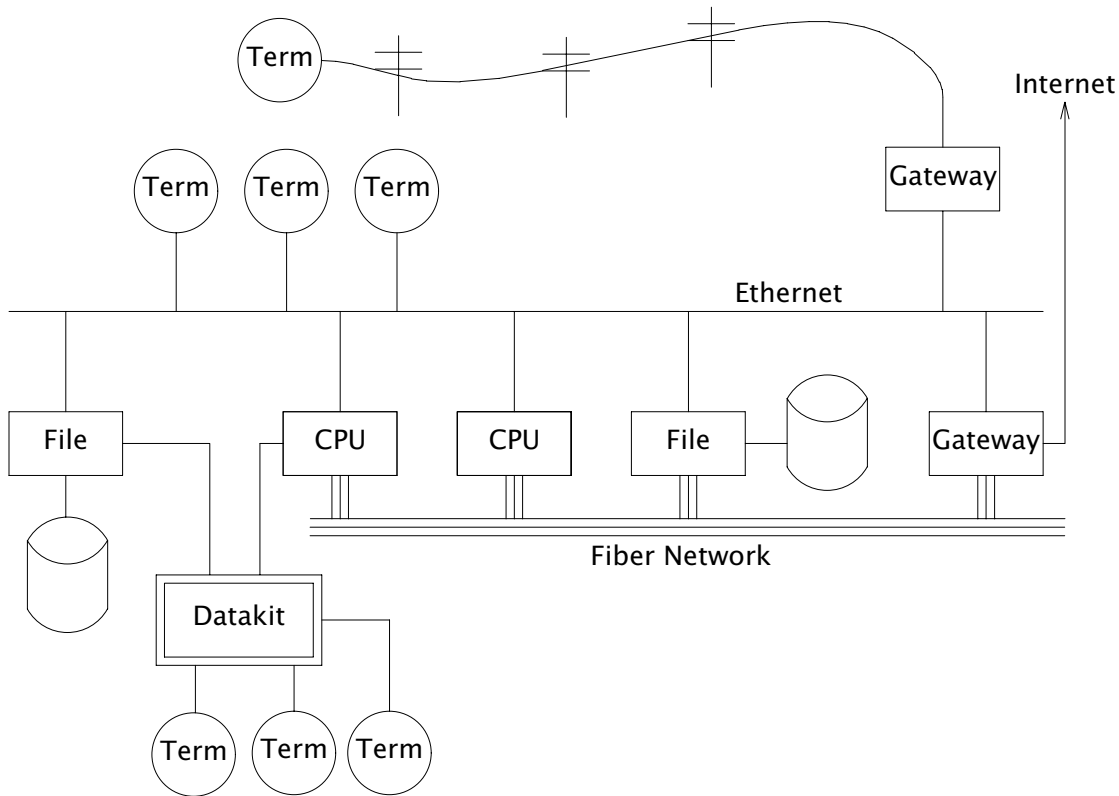 Term
Internet
Gateway
Term
Term
Term
Ethernet
File
CPU
CPU
File
Gateway
Fiber Network
Datakit
Term
Term
Term